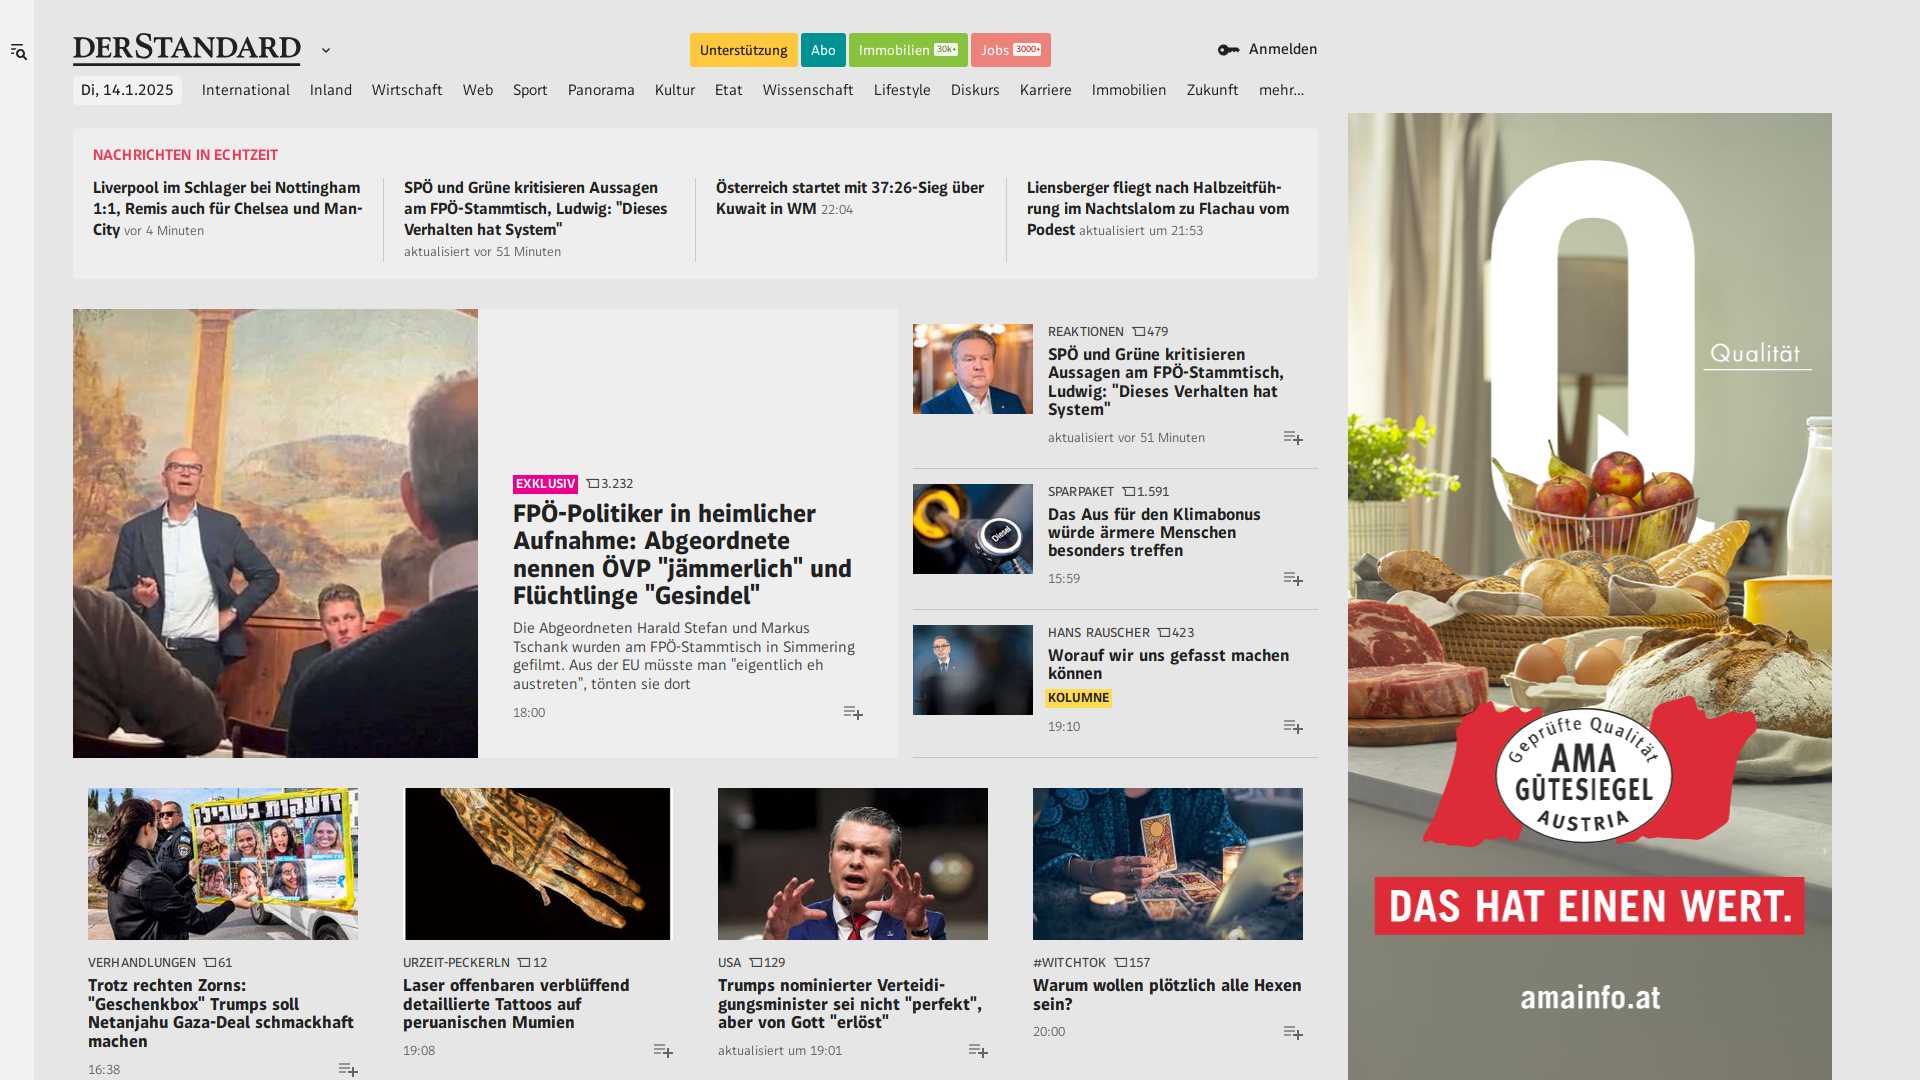 DERSTANDARD
Unterstützung
Abo
Immobilien 30k+
Jobs 3000+
Anmelden
Di, 14.1.2025
International
Inland
Wirtschaft
Web
Sport
Panorama
Kultur
Etat
Wissenschaft
Lifestyle
Diskurs
Karriere
Immobilien
Zukunft
mehr...
NACHRICHTEN IN ECHTZEIT
Liverpool im Schlager bei Nottingham
1:1, Remis auch für Chelsea und Man-
City vor 4 Minuten
SPÖ und Grüne kritisieren Aussagen
am FPÖ-Stammtisch, Ludwig: "Dieses
Verhalten hat System"
aktualisiert vor 51 Minuten
Österreich startet mit 37:26-Sieg über
Kuwait in WM 22:04
Liensberger fliegt nach Halbzeitfüh-
rung im Nachtslalom zu Flachau vom
Podest aktualisiert um 21:53
EXKLUSIV 3.232
FPÖ-Politiker in heimlicher
Aufnahme: Abgeordnete
nennen ÖVP "jämmerlich" und
Flüchtlinge "Gesindel"
Die Abgeordneten Harald Stefan und Markus
Tschank wurden am FPÖ-Stammtisch in Simmering
gefilmt. Aus der EU müsste man "eigentlich eh
austreten", tönten sie dort
18:00
REAKTIONEN 479
SPÖ und Grüne kritisieren
Aussagen am FPÖ-Stammtisch,
Ludwig: "Dieses Verhalten hat
System"
aktualisiert vor 51 Minuten
Diesel
SPARPAKET 1.591
Das Aus für den Klimabonus
würde ärmere Menschen
besonders treffen
15:59
HANS RAUSCHER 423
Worauf wir uns gefasst machen
können
KOLUMNE
19:10
VERHANDLUNGEN 61
Trotz rechten Zorns:
"Geschenkbox" Trumps soll
Netanjahu Gaza-Deal schmackhaft
machen
16:38
URZEIT-PECKERLN 12
Laser offenbaren verblüffend
detaillierte Tattoos auf
peruanischen Mumien
19:08
USA 129
Trumps nominierter Verteidi-
gungsminister sei nicht "perfekt",
aber von Gott "erlöst"
aktualisiert um 19:01
#WITCHTOK 157
Warum wollen plötzlich alle Hexen
sein?
20:00
Qualität
Geprüfte Qualität
AMA
GÜTESIEGEL
AUSTRIA
DAS HAT EINEN WERT.
amainfo.at